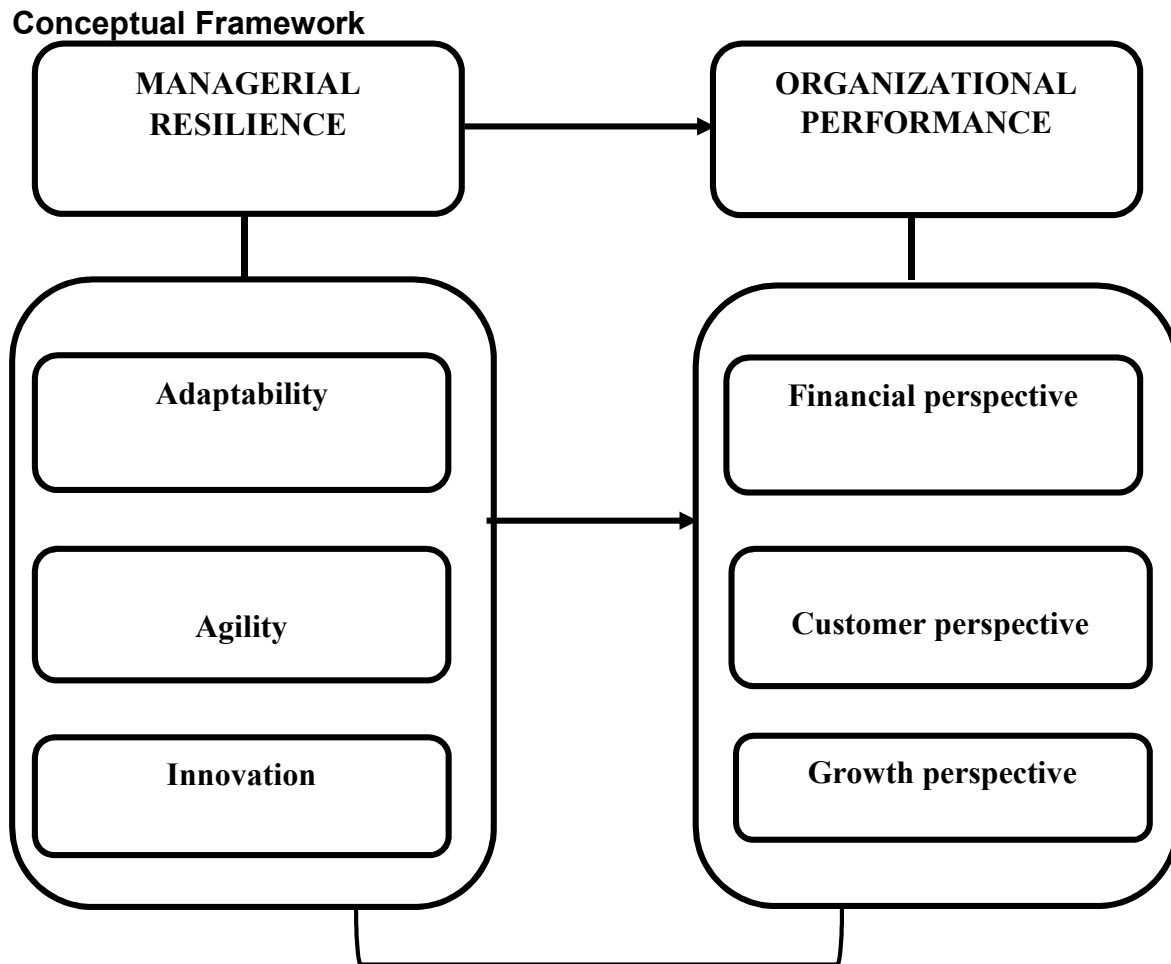 Conceptual Framework
MANAGERIAL
RESILIENCE
ORGANIZATIONAL
PERFORMANCE
Adaptability
Financial perspective
Agility
Customer perspective
Innovation
Growth perspective